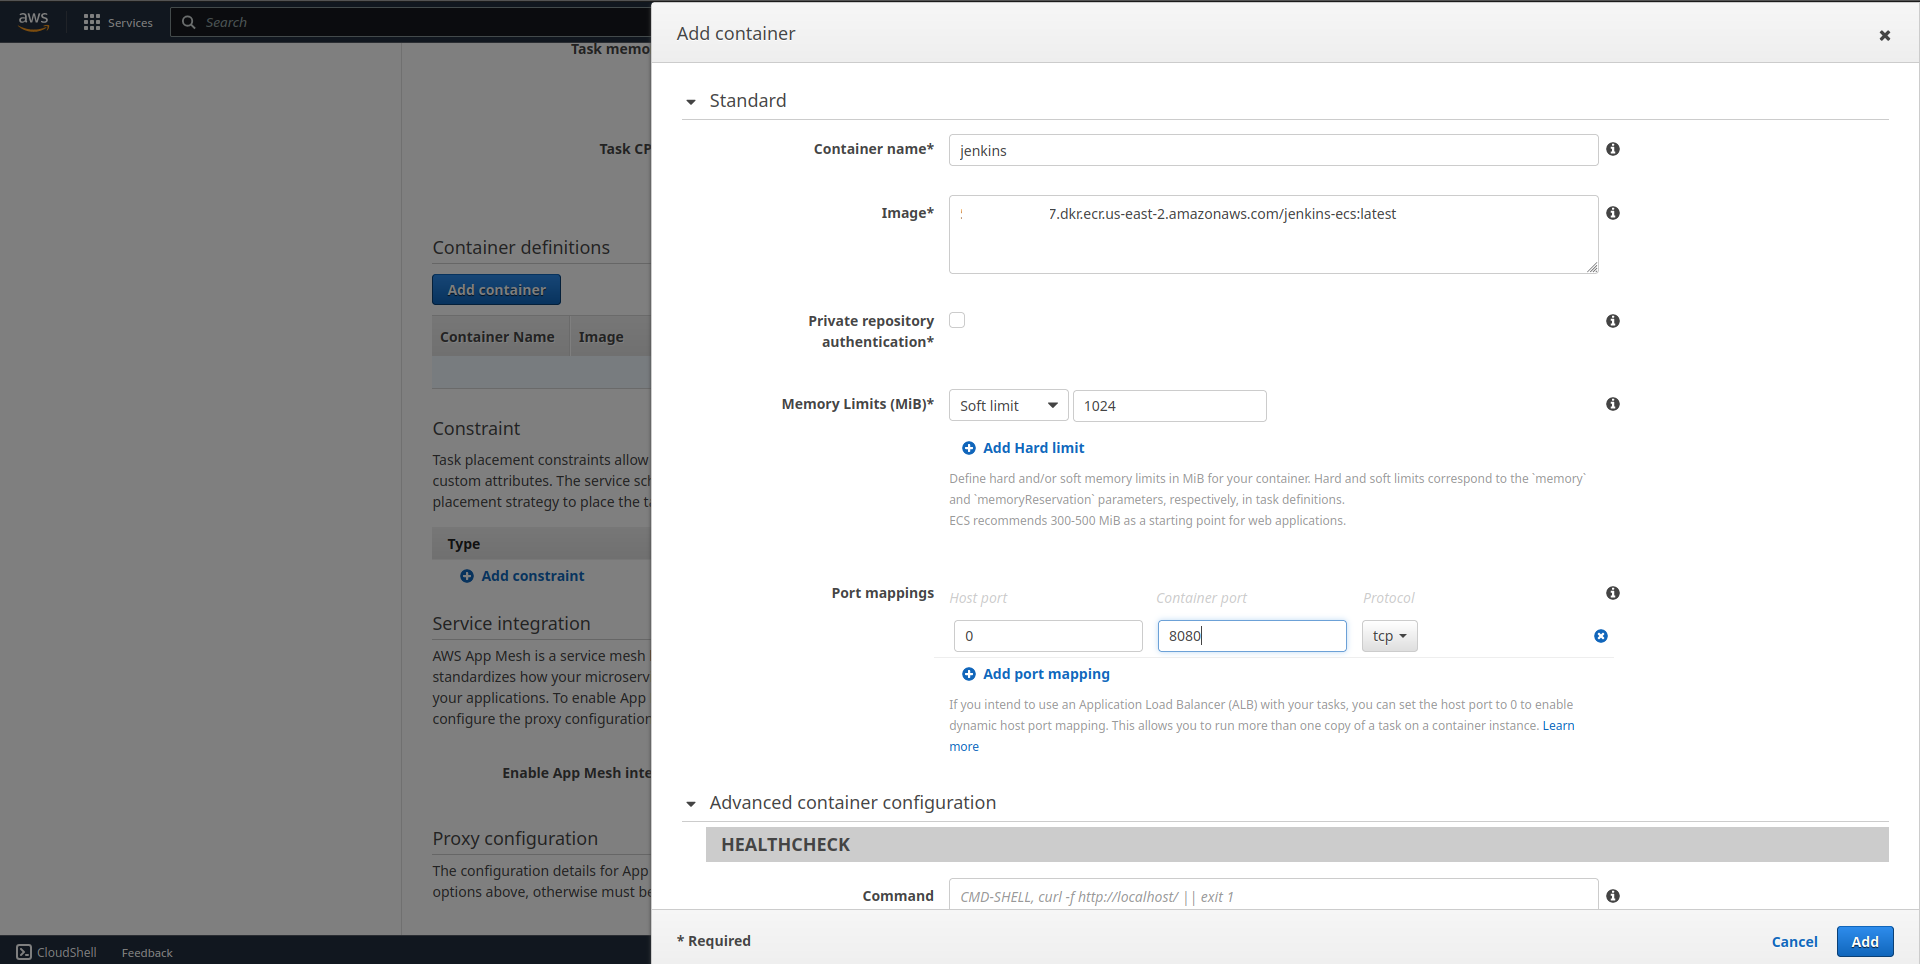 aws
Services
Search
Task memo
Task CP
Container definitions
Add container
Container Name
Image
Constraint
Task placement constraints allow
custom attributes. The service sch
placement strategy to place the ta
Type
Add constraint
Service integration
AWS App Mesh is a service mesh
standardizes how your microserv
your applications. To enable App
configure the proxy configuration
Enable App Mesh inte
Proxy configuration
The configuration details for App
options above, otherwise must be
CloudShell
Feedback
Add container
Standard
Container name*
jenkins
Image*
7.dkr.ecr.us-east-2.amazonaws.com/jenkins-ecs:latest
Private repository
authentication*
Memory Limits (MiB)*
Soft limit
1024
Add Hard limit
Define hard and/or soft memory limits in MiB for your container. Hard and soft limits correspond to the `memory`
and `memoryReservation` parameters, respectively, in task definitions.
ECS recommends 300-500 MiB as a starting point for web applications.
Port mappings
Host port
Container port
Protocol
0
8080
tcp
Add port mapping
If you intend to use an Application Load Balancer (ALB) with your tasks, you can set the host port to 0 to enable
dynamic host port mapping. This allows you to run more than one copy of a task on a container instance. Learn
more
Advanced container configuration
HEALTHCHECK
Command
CMD-SHELL, curl -f http://localhost/ || exit 1
* Required
Cancel
Add